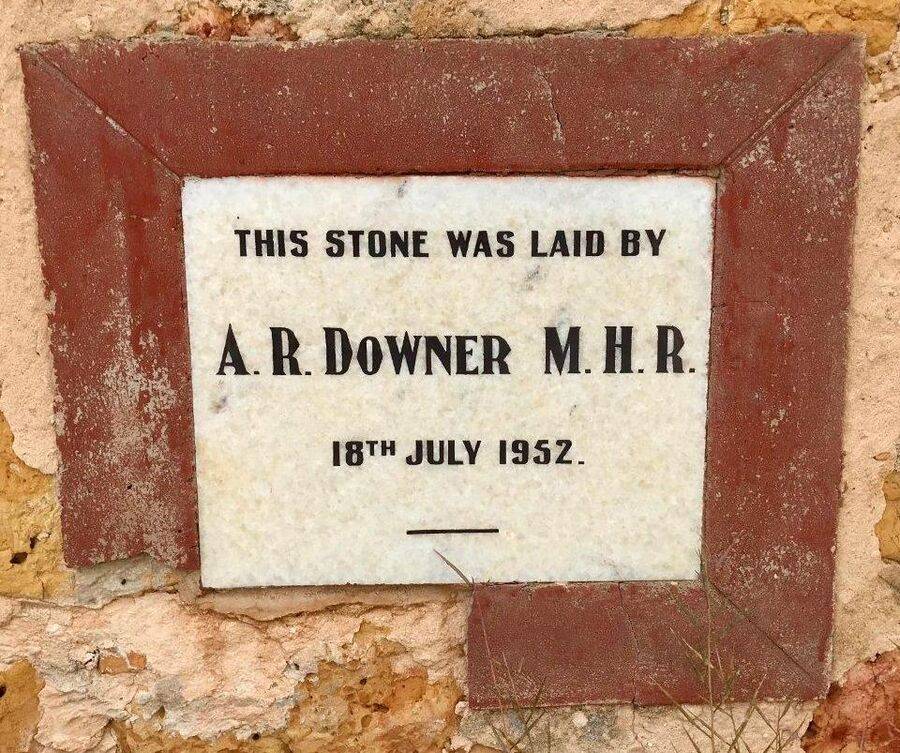 THIS STONE WAS LAID BY
A. R. DOWNER M. H. R.
18TH JULY 1952.